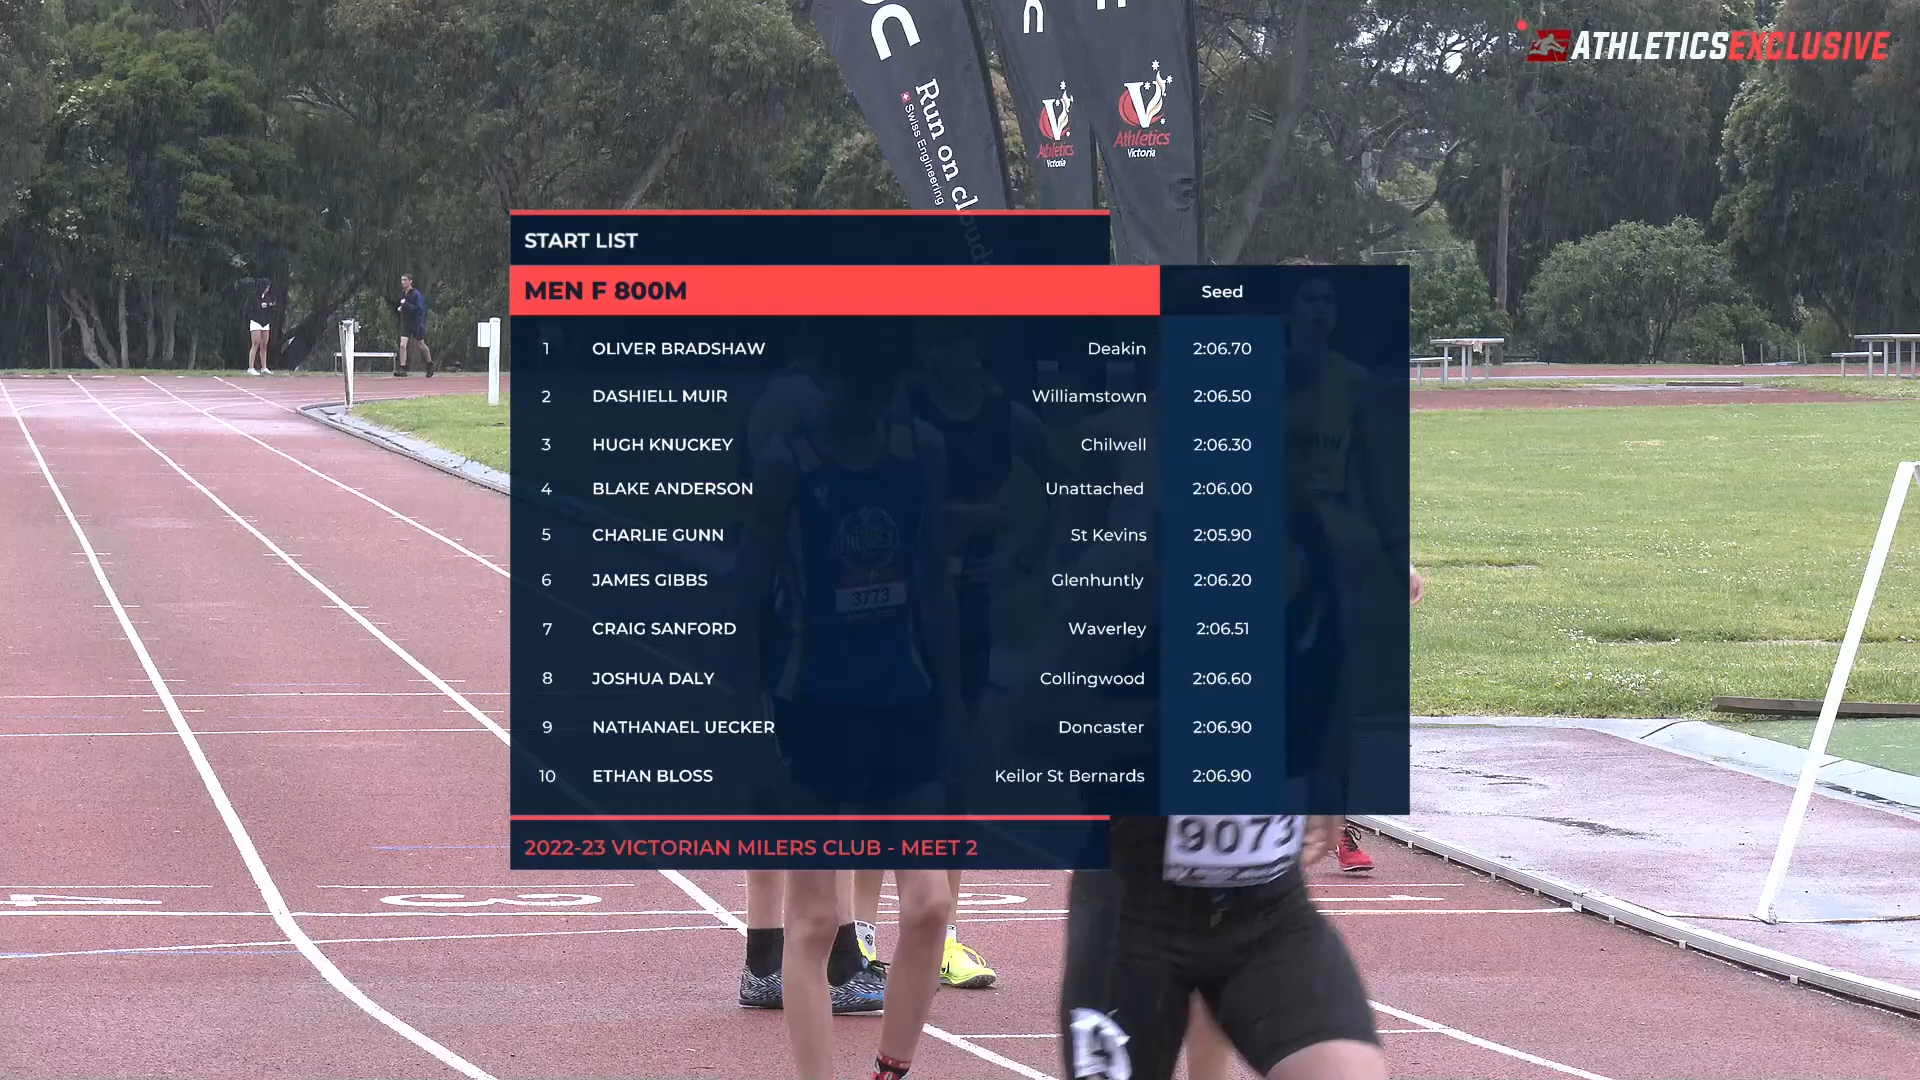 ATHLETICSEXCLUSIVE
Run on clouds
Swiss Engineering
Athletics
Victoria
Athletics
Victoria
START LIST
MEN F 800M Seed
1 OLIVER BRADSHAW Deakin 2:06.70
2 DASHIELL MUIR Williamstown 2:06.50
3 HUGH KNUCKEY Chilwell 2:06.30
4 BLAKE ANDERSON Unattached 2:06.00
5 CHARLIE GUNN St Kevins 2:05.90
6 JAMES GIBBS Glenhuntly 2:06.20
7 CRAIG SANFORD Waverley 2:06.51
8 JOSHUA DALY Collingwood 2:06.60
9 NATHANAEL UECKER Doncaster 2:06.90
10 ETHAN BLOSS Keilor St Bernards 2:06.90
2022-23 VICTORIAN MILERS CLUB - MEET 2
3773
9073
4 3 2 1